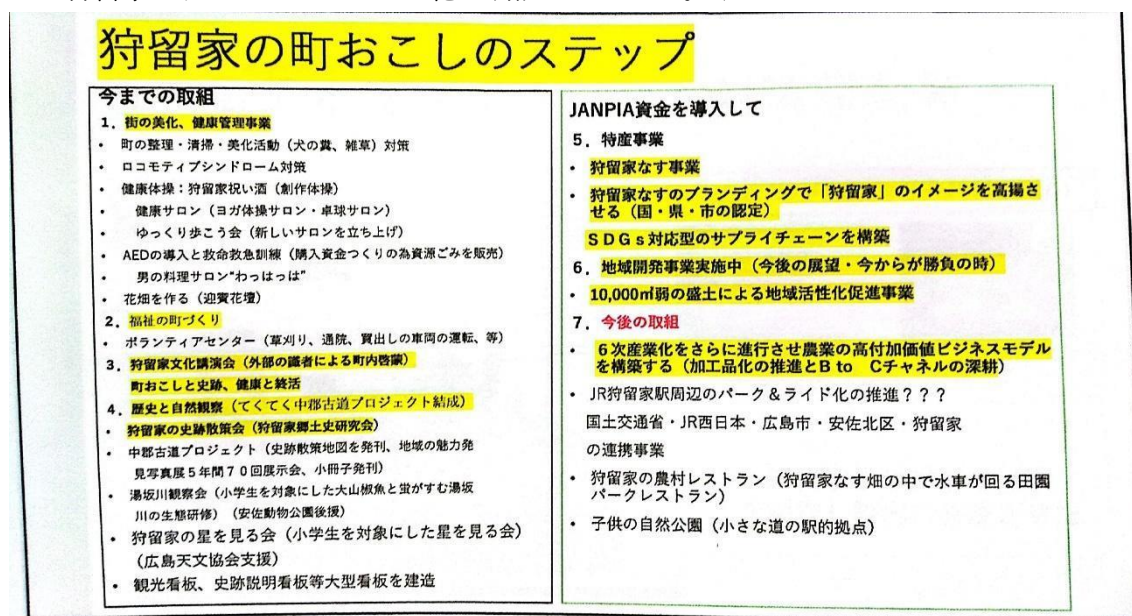 狩留家の町おこしのステップ
今までの取組
1．街の美化、健康管理事業
・ 町の整理・清掃・美化活動（犬の糞、雑草）対策
・ ロコモティブシンドローム対策
・ 健康体操：狩留家祝い酒（創作体操）
・ 健康サロン（ヨガ体操サロン・卓球サロン）
・ ゆっくり歩こう会（新しいサロンを立ち上げ）
・ AEDの導入と救命救急訓練（購入資金つくりの為資源ごみを販売）
・ 男の料理サロン“わっはっは”
・ 花畑を作る（迎賓花壇）
2．福祉の町づくり
・ ボランティアセンター（草刈り、通院、買出しの車両の運転、等）
3．狩留家文化講演会（外部の識者による町内啓蒙）
町おこしと史跡、健康と終活
4．歴史と自然観察（てくてく中郡古道プロジェクト結成）
・ 狩留家の史跡散策会（狩留家郷土史研究会）
・ 中郡古道プロジェクト（史跡散策地図を発刊、地域の魅力発
見写真展５年間７０回展示会、小冊子発刊）
・ 湯坂川観察会（小学生を対象にした大山椒魚と蛍がすむ湯坂
川の生態研修）（安佐動物公園後援）
・ 狩留家の星を見る会（小学生を対象にした星を見る会）
（広島天文協会支援）
・ 観光看板、史跡説明看板等大型看板を建造
JANPIA資金を導入して
5．特産事業
・ 狩留家なす事業
・ 狩留家なすのブランディングで「狩留家」のイメージを高揚さ
せる（国・県・市の認定）
ＳＤＧｓ対応型のサプライチェーンを構築
6．地域開発事業実施中（今後の展望・今からが勝負の時）
・ 10,000㎡弱の盛土による地域活性化促進事業
7．今後の取組
・ ６次産業化をさらに進行させ農業の高付加価値ビジネスモデル
を構築する（加工品化の推進とB to Cチャネルの深耕）
・ JR狩留家駅周辺のパーク＆ライド化の推進？？？
国土交通省・JR西日本・広島市・安佐北区・狩留家
の連携事業
・ 狩留家の農村レストラン（狩留家なす畑の中で水車が回る田園
パークレストラン）
・ 子供の自然公園（小さな道の駅的拠点）